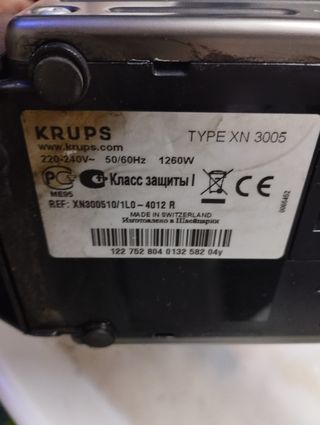 KRUPS TYPE XN 3005
www.krups.com
220-240V~ 50/60Hz 1260W
РС Класс защиты I CE
ME95
REF: XN300510/1L0-4012 R
MADE IN SWITZERLAND
Изготовлено в Швейцарии
122 752 804 0132 582 04y